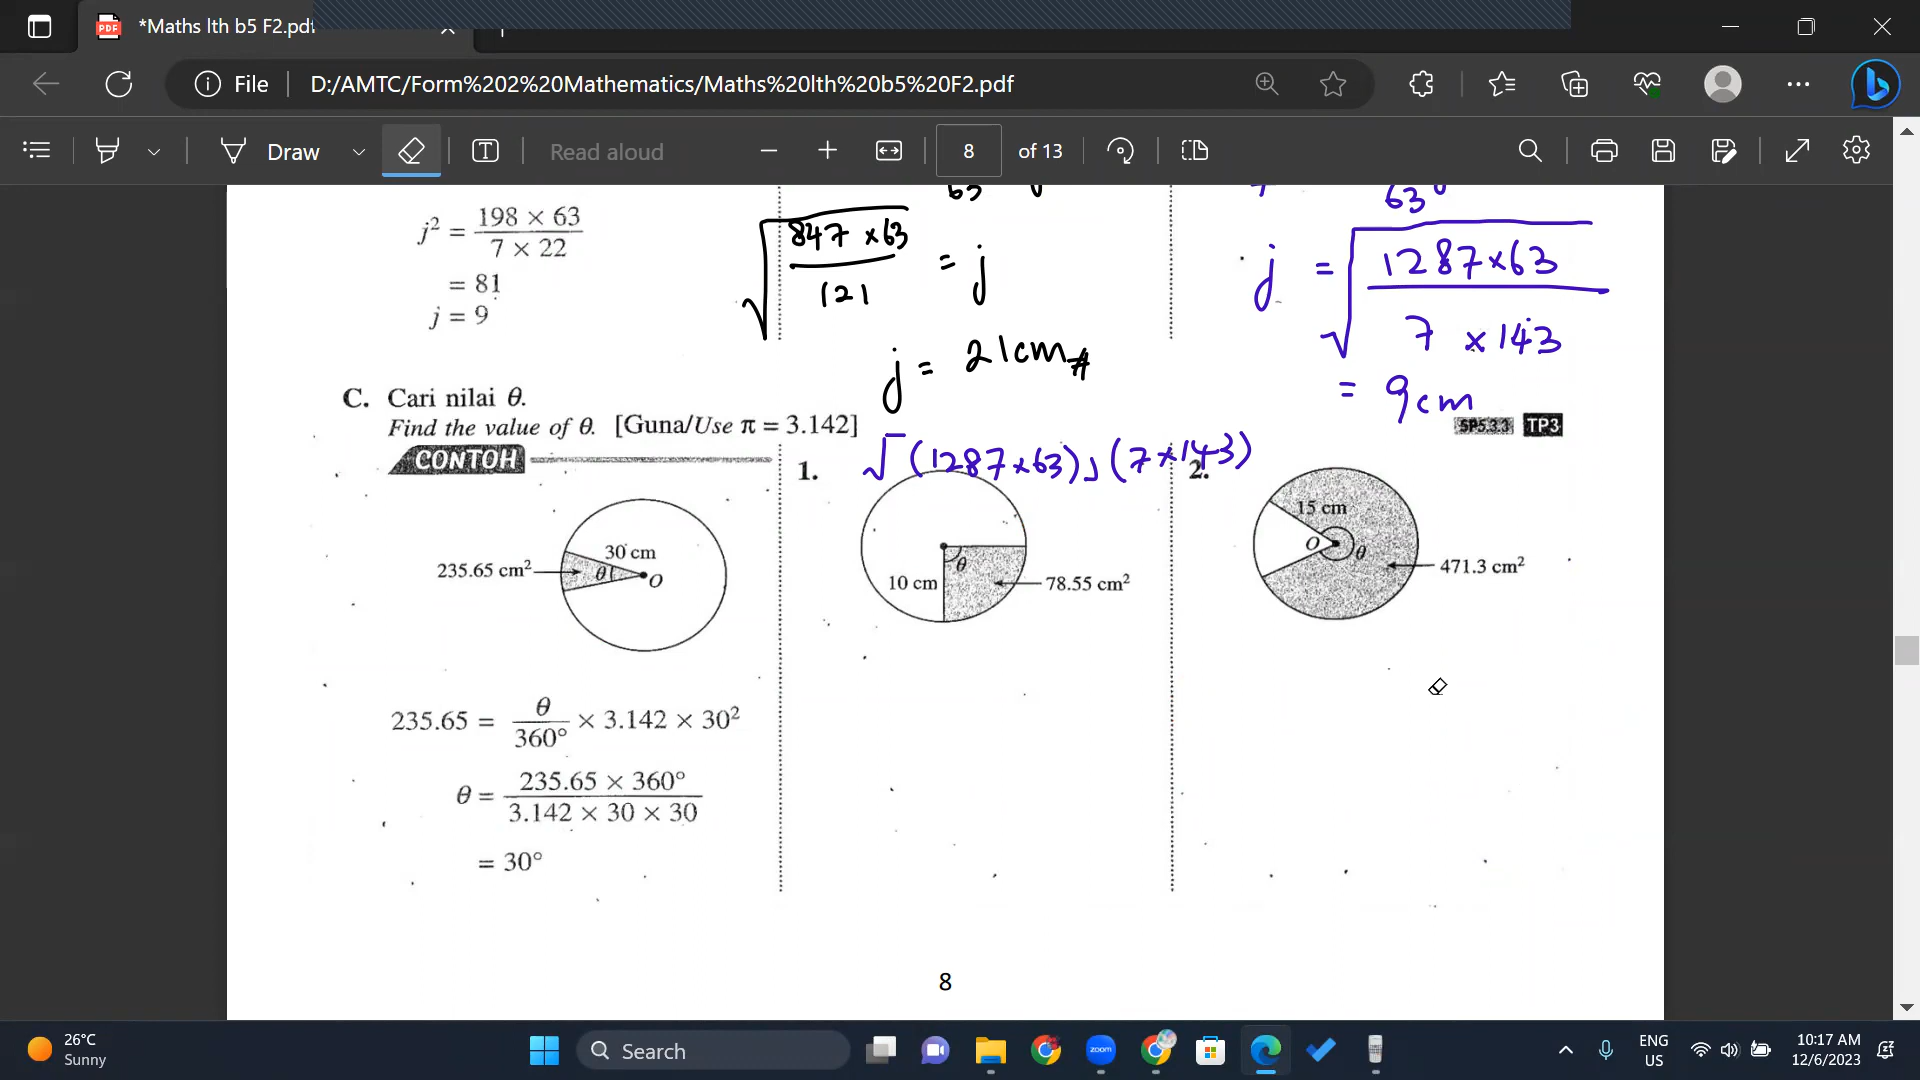 *Maths lth b5 F2.pdf
File
D:/AMTC/Form%202%20Mathematics/Maths%20lth%20b5%20F2.pdf
Draw
Read aloud
8 of 13
j² = 198 × 63 / 7 × 22
= 81
j = 9
63
√ 847 × 63 / 121 = j
j = 21cm #
63
j = √ 1287 × 63 / 7 × 143
= 9cm
C. Cari nilai θ.
Find the value of θ. [Guna/Use π = 3.142]
SP5.3.3 TP3
CONTOH
235.65 cm²
30 cm
θ
O
1.
√ (1287×63) ⌟ (7×143)
θ
10 cm
78.55 cm²
2.
15 cm
O
θ
471.3 cm²
235.65 = θ / 360° × 3.142 × 30²
θ = 235.65 × 360° / 3.142 × 30 × 30
= 30°
8
26°C
Sunny
Search
zoom
ENG
US
10:17 AM
12/6/2023